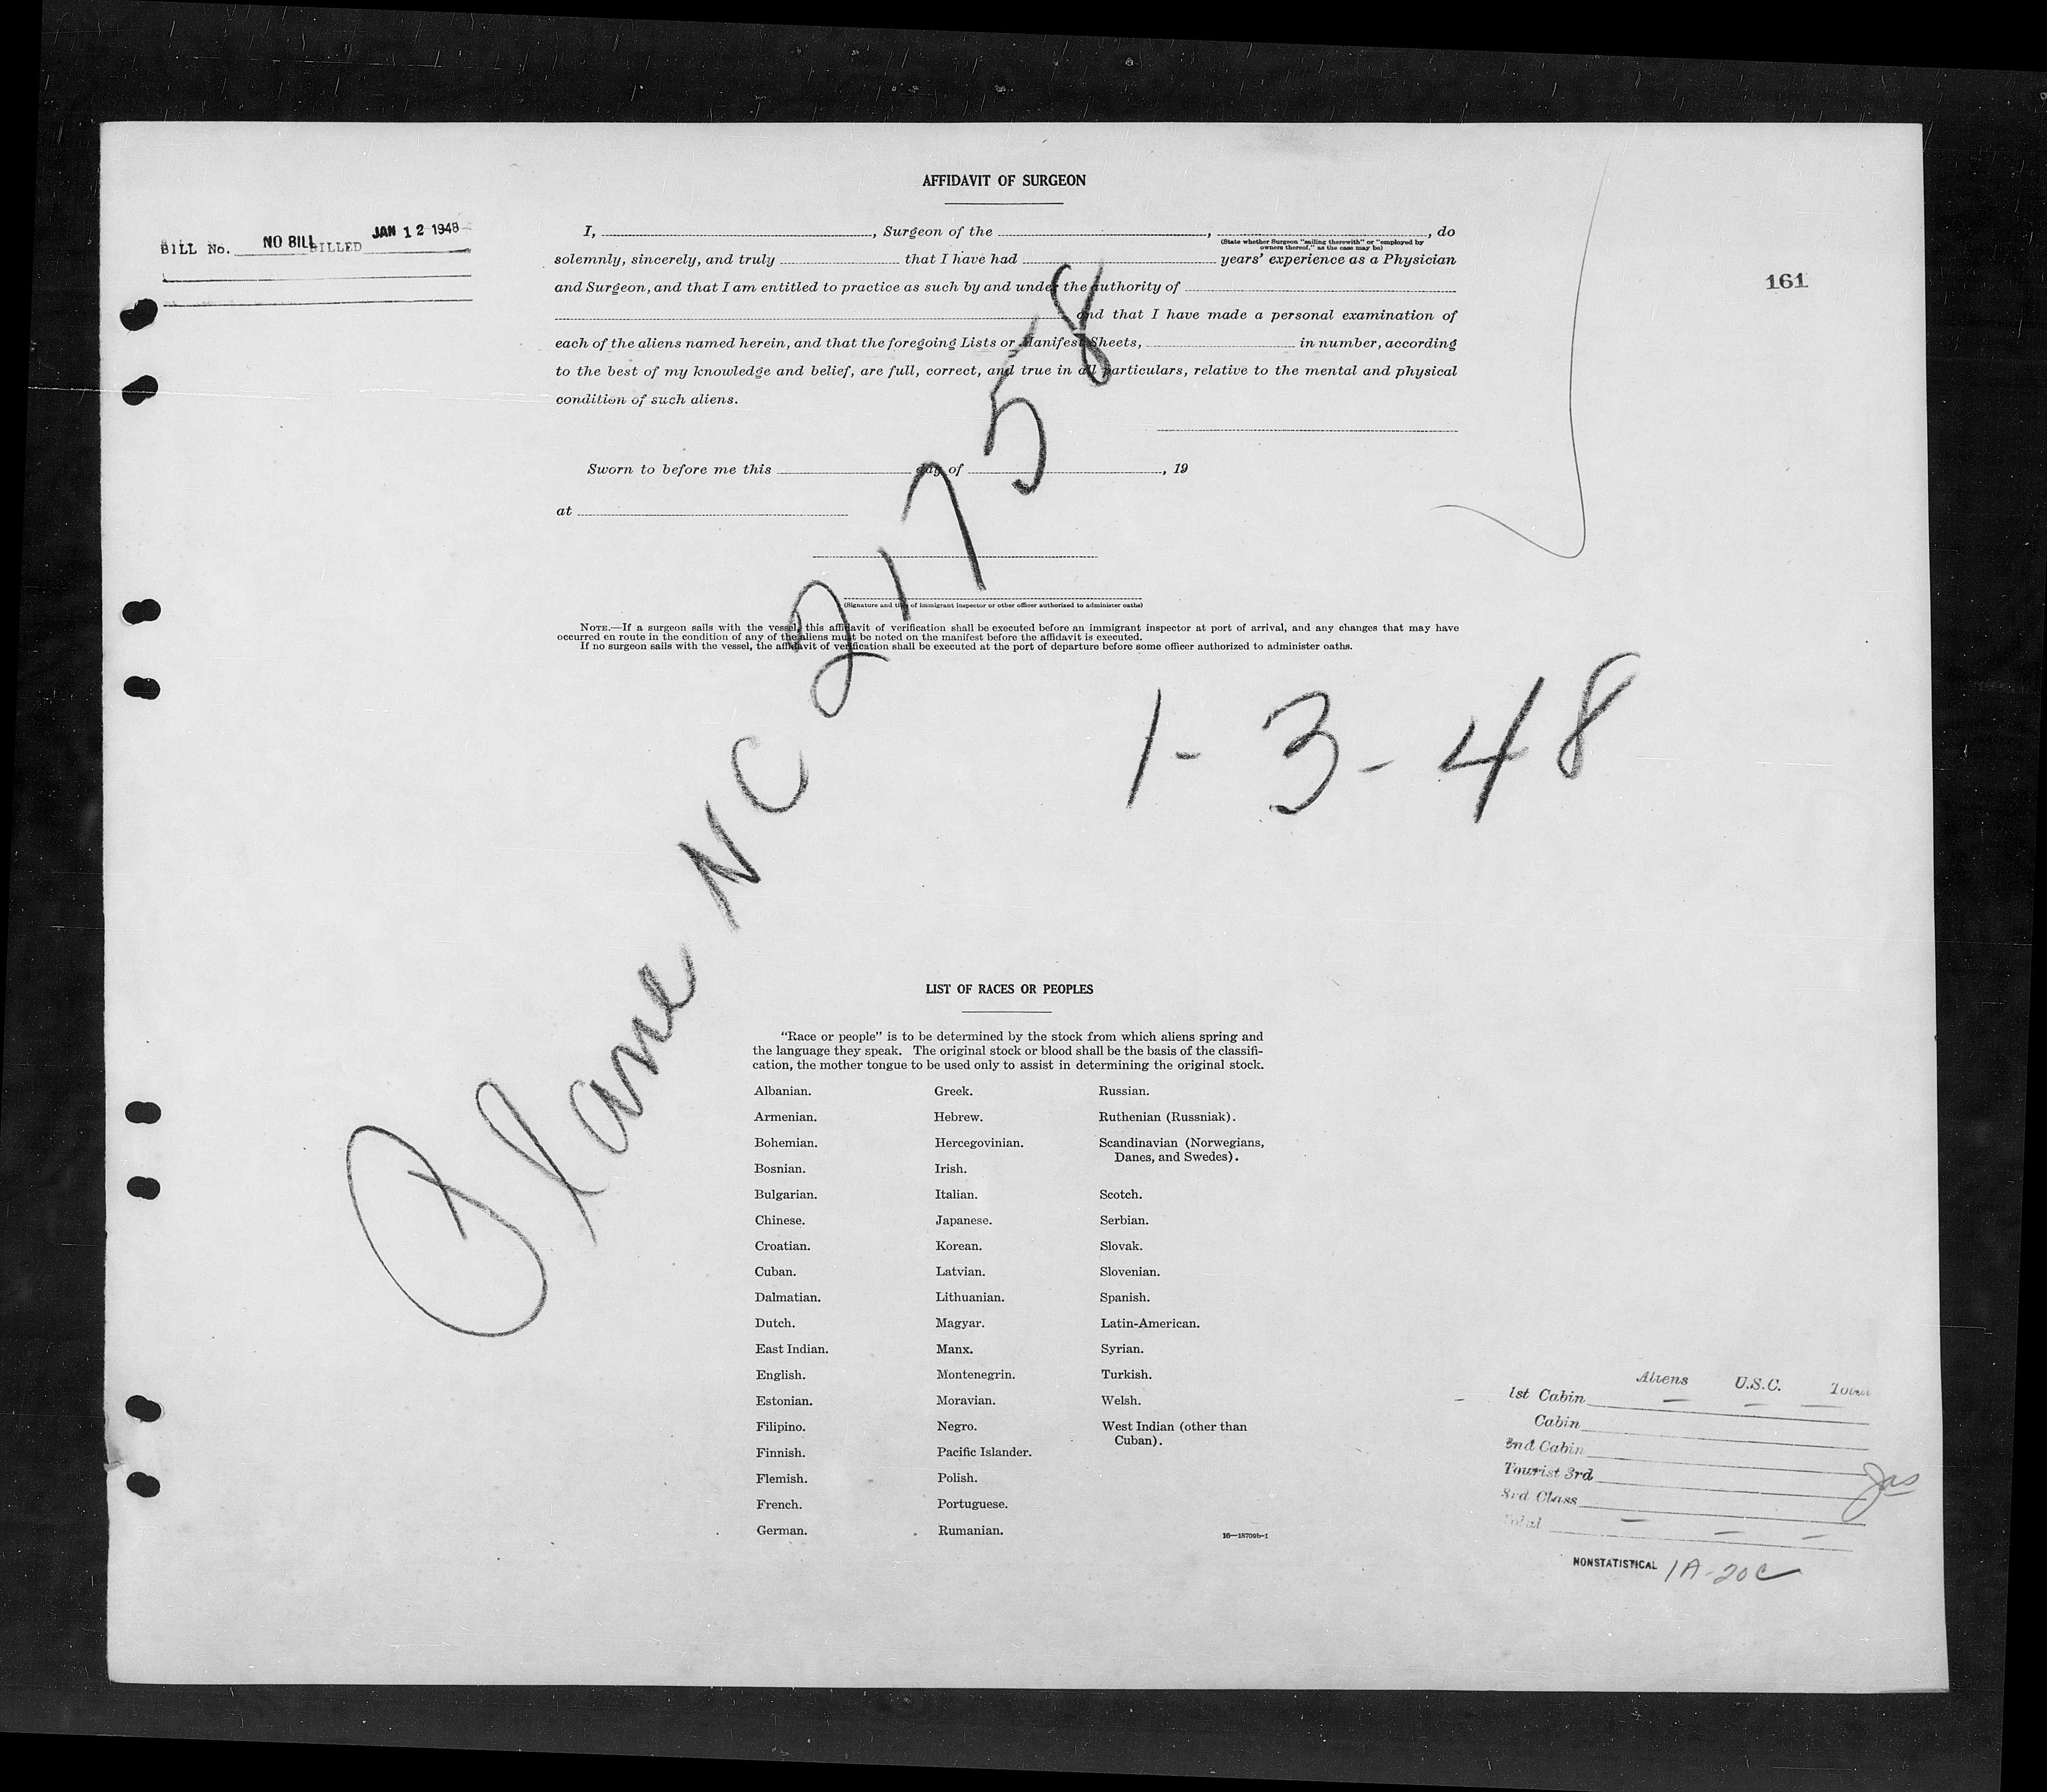 AFFIDAVIT OF SURGEON
BILL No. NO BILL BILLED JAN 12 1948
161
I, , Surgeon of the , , do
(State whether Surgeon "sailing therewith" or "employed by
owners thereof," as the case may be)
solemnly, sincerely, and truly that I have had years' experience as a Physician
and Surgeon, and that I am entitled to practice as such by and under the authority of
and that I have made a personal examination of
each of the aliens named herein, and that the foregoing Lists or Manifest Sheets, in number, according
to the best of my knowledge and belief, are full, correct, and true in all particulars, relative to the mental and physical
condition of such aliens.
Sworn to before me this day of , 19
at
(Signature and title of immigrant inspector or other officer authorized to administer oaths)
NOTE.—If a surgeon sails with the vessel, this affidavit of verification shall be executed before an immigrant inspector at port of arrival, and any changes that may have
occurred en route in the condition of any of the aliens must be noted on the manifest before the affidavit is executed.
If no surgeon sails with the vessel, the affidavit of verification shall be executed at the port of departure before some officer authorized to administer oaths.
Plane NC 21758
1-3-48
LIST OF RACES OR PEOPLES
"Race or people" is to be determined by the stock from which aliens spring and
the language they speak. The original stock or blood shall be the basis of the classifi-
cation, the mother tongue to be used only to assist in determining the original stock.
Albanian. Greek. Russian.
Armenian. Hebrew. Ruthenian (Russniak).
Bohemian. Hercegovinian. Scandinavian (Norwegians,
Danes, and Swedes).
Bosnian. Irish.
Bulgarian. Italian. Scotch.
Chinese. Japanese. Serbian.
Croatian. Korean. Slovak.
Cuban. Latvian. Slovenian.
Dalmatian. Lithuanian. Spanish.
Dutch. Magyar. Latin-American.
East Indian. Manx. Syrian.
English. Montenegrin. Turkish.
Estonian. Moravian. Welsh.
Filipino. Negro. West Indian (other than
Cuban).
Finnish. Pacific Islander.
Flemish. Polish.
French. Portuguese.
German. Rumanian.
16—18709b-1
Aliens U.S.C. Total
1st Cabin — — —
Cabin
2nd Cabin
Tourist 3rd
3rd Class
Total — — —
Jas
NONSTATISTICAL 1A-20C